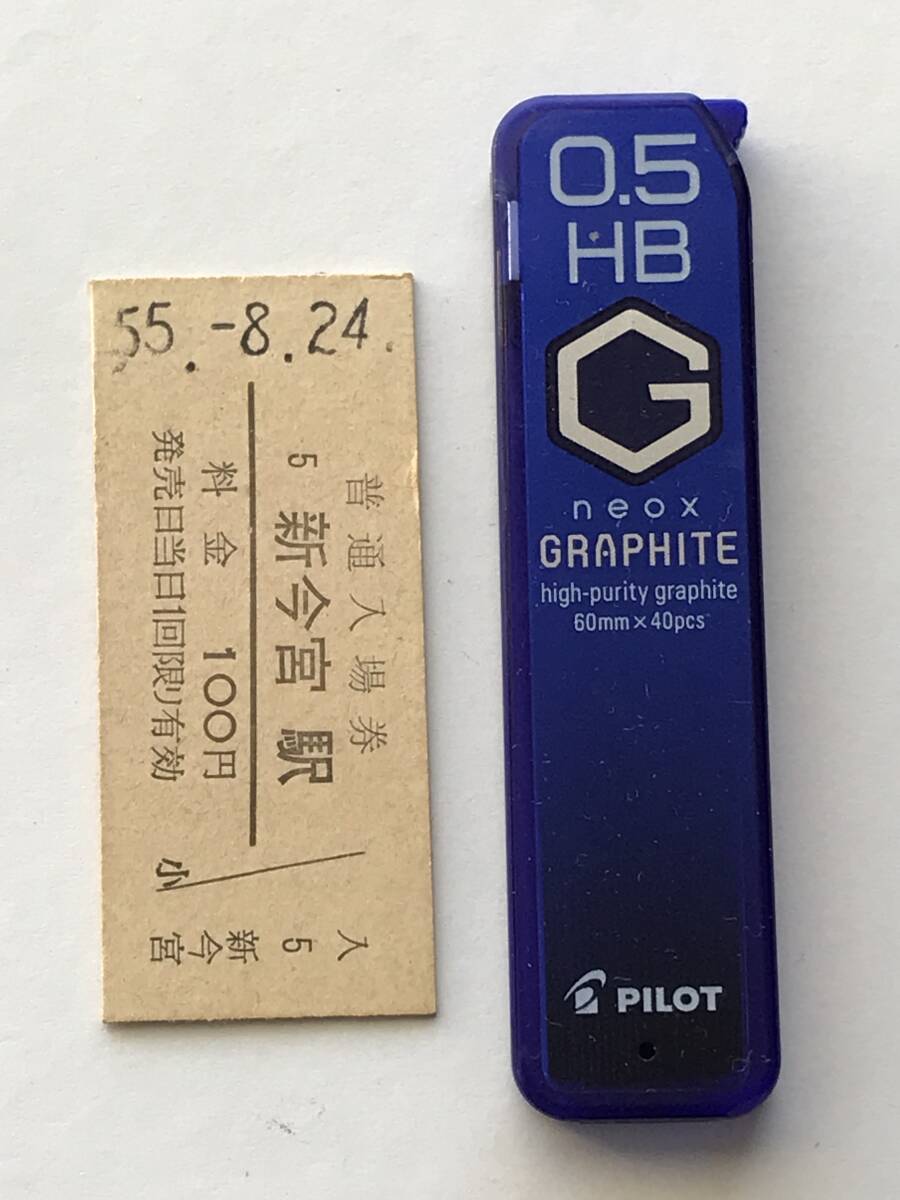 55.-8.24.
普通入場券
5 新今宮駅
料金 100円
発売日当日1回限り有効
小
入
5
新今
宮
0.5
HB
G
neox
GRAPHITE
high-purity graphite
60mm×40pcs
PILOT